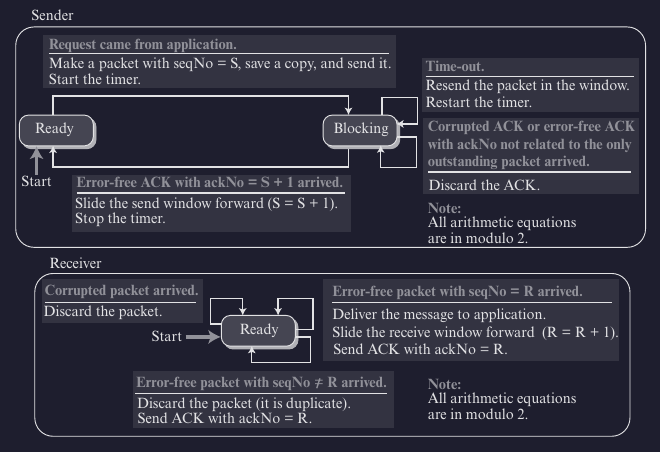 Sender
Request came from application.
Make a packet with seqNo = S, save a copy, and send it.
Start the timer.
Time-out.
Resend the packet in the window.
Restart the timer.
Ready
Blocking
Corrupted ACK or error-free ACK
with ackNo not related to the only
outstanding packet arrived.
Discard the ACK.
Start
Error-free ACK with ackNo = S + 1 arrived.
Slide the send window forward (S = S + 1).
Stop the timer.
Note:
All arithmetic equations
are in modulo 2.
Receiver
Corrupted packet arrived.
Discard the packet.
Error-free packet with seqNo = R arrived.
Deliver the message to application.
Slide the receive window forward (R = R + 1).
Send ACK with ackNo = R.
Start
Ready
Error-free packet with seqNo ≠ R arrived.
Discard the packet (it is duplicate).
Send ACK with ackNo = R.
Note:
All arithmetic equations
are in modulo 2.